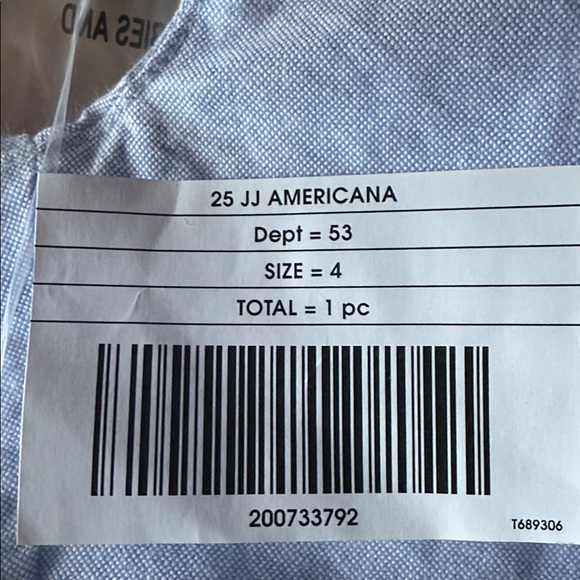 25 JJ AMERICANA
Dept = 53
SIZE = 4
TOTAL = 1 pc
200733792
T689306